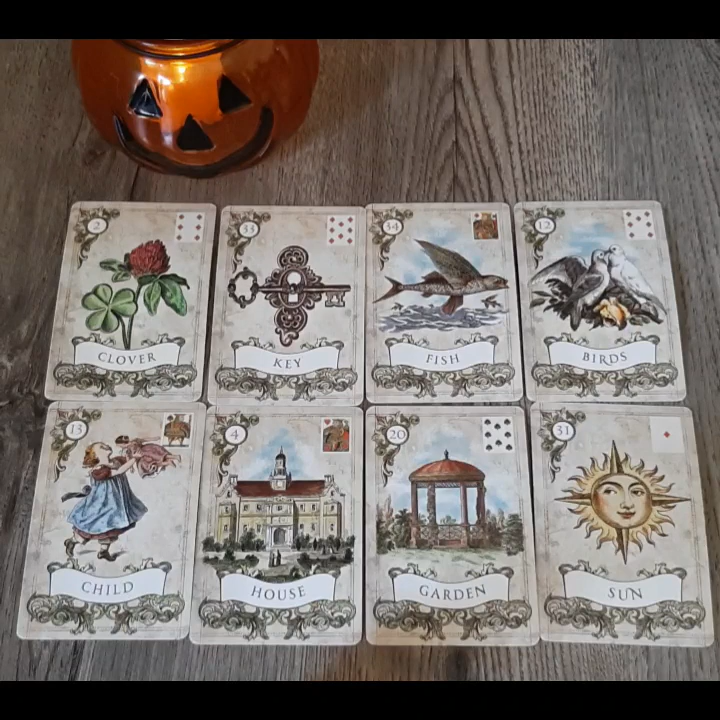 2
CLOVER
33
KEY
34
FISH
12
BIRDS
13
CHILD
4
HOUSE
20
GARDEN
31
SUN